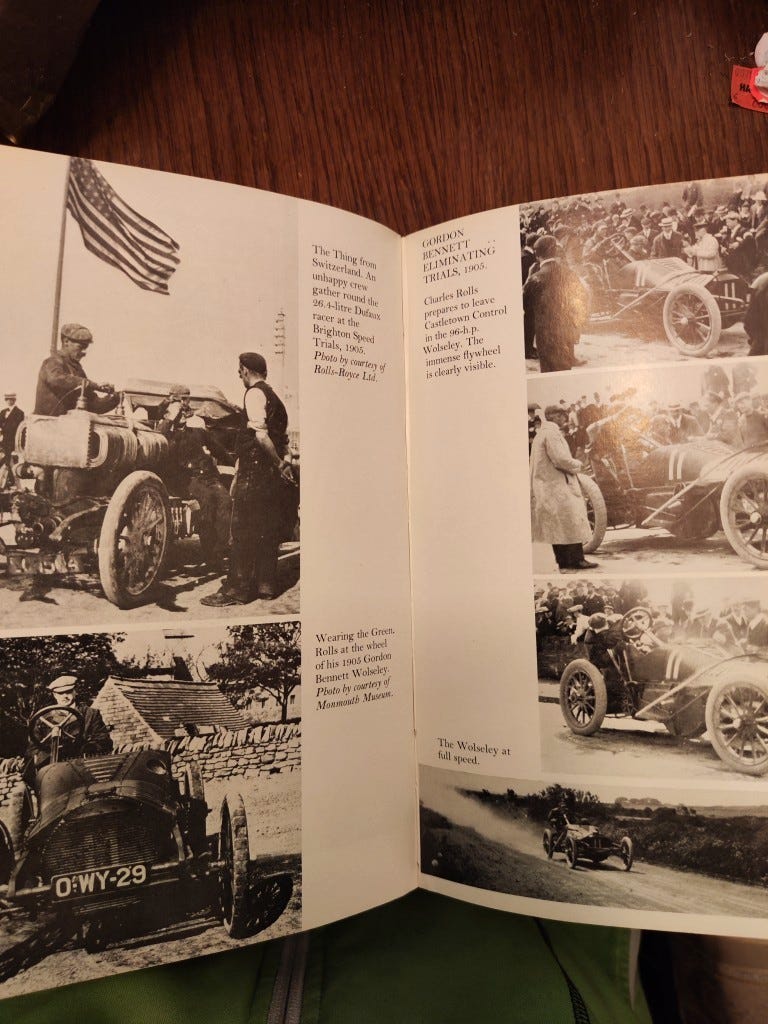 The Thing from
Switzerland. An
unhappy crew
gather round the
26.4-litre Dufaux
racer at the
Brighton Speed
Trials, 1905.
Photo by courtesy of
Rolls-Royce Ltd.
Wearing the Green.
Rolls at the wheel
of his 1905 Gordon
Bennett Wolseley.
Photo by courtesy of
Monmouth Museum.
O·WY-29
GORDON
BENNETT
ELIMINATING
TRIALS, 1905.
Charles Rolls
prepares to leave
Castletown Control
in the 96-h.p.
Wolseley. The
immense flywheel
is clearly visible.
11
11
11
The Wolseley at
full speed.